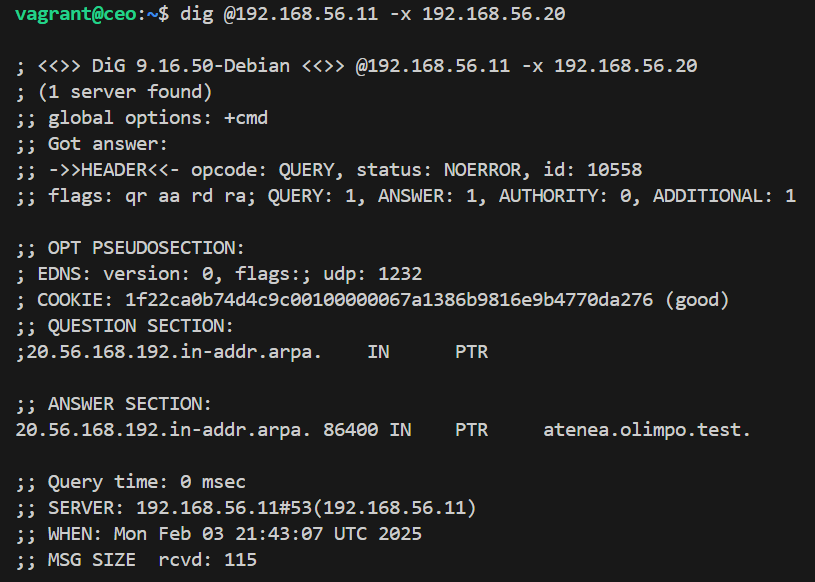 vagrant@ceo:~$ dig @192.168.56.11 -x 192.168.56.20
; <<>> DiG 9.16.50-Debian <<>> @192.168.56.11 -x 192.168.56.20
; (1 server found)
;; global options: +cmd
;; Got answer:
;; ->>HEADER<<- opcode: QUERY, status: NOERROR, id: 10558
;; flags: qr aa rd ra; QUERY: 1, ANSWER: 1, AUTHORITY: 0, ADDITIONAL: 1
;; OPT PSEUDOSECTION:
; EDNS: version: 0, flags:; udp: 1232
; COOKIE: 1f22ca0b74d4c9c00100000067a1386b9816e9b4770da276 (good)
;; QUESTION SECTION:
;20.56.168.192.in-addr.arpa. IN PTR
;; ANSWER SECTION:
20.56.168.192.in-addr.arpa. 86400 IN PTR atenea.olimpo.test.
;; Query time: 0 msec
;; SERVER: 192.168.56.11#53(192.168.56.11)
;; WHEN: Mon Feb 03 21:43:07 UTC 2025
;; MSG SIZE rcvd: 115